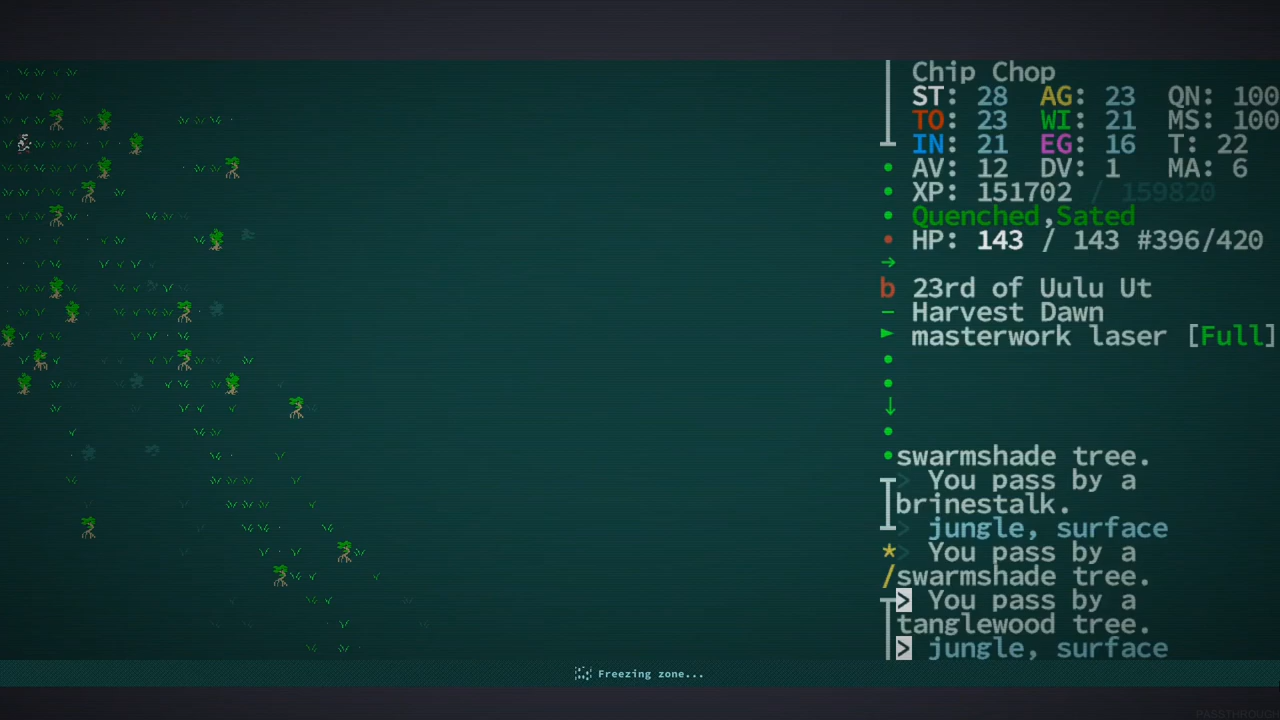 Chip Chop
ST: 28 AG: 23 QN: 100
TO: 23 WI: 21 MS: 100
IN: 21 EG: 16 T: 22
AV: 12 DV: 1 MA: 6
XP: 151702 / 159820
Quenched,Sated
HP: 143 / 143 #396/420
b 23rd of Uulu Ut
Harvest Dawn
masterwork laser [Full]
swarmshade tree.
> You pass by a
brinestalk.
> jungle, surface
*> You pass by a
/swarmshade tree.
> You pass by a
tanglewood tree.
> jungle, surface
Freezing zone...
PASSTHROUGH